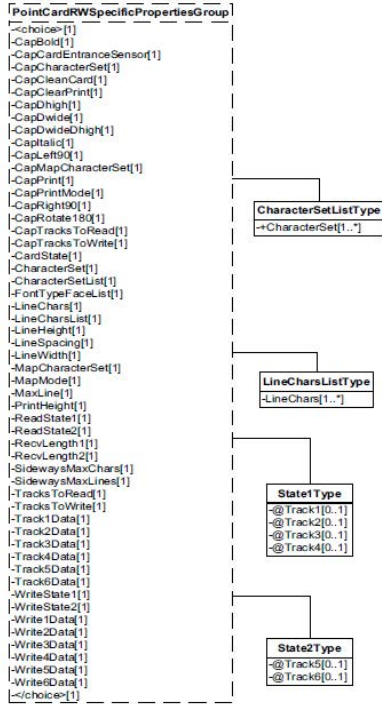 PointCardRWSpecificPropertiesGroup
-<choice>[1]
-CapBold[1]
-CapCardEntranceSensor[1]
-CapCharacterSet[1]
-CapCleanCard[1]
-CapClearPrint[1]
-CapDhigh[1]
-CapDwide[1]
-CapDwideDhigh[1]
-CapItalic[1]
-CapLeft90[1]
-CapMapCharacterSet[1]
-CapPrint[1]
-CapPrintMode[1]
-CapRight90[1]
-CapRotate180[1]
-CapTracksToRead[1]
-CapTracksToWrite[1]
-CardState[1]
-CharacterSet[1]
-CharacterSetList[1]
-FontTypeFaceList[1]
-LineChars[1]
-LineCharsList[1]
-LineHeight[1]
-LineSpacing[1]
-LineWidth[1]
-MapCharacterSet[1]
-MapMode[1]
-MaxLine[1]
-PrintHeight[1]
-ReadState1[1]
-ReadState2[1]
-RecvLength1[1]
-RecvLength2[1]
-SidewaysMaxChars[1]
-SidewaysMaxLines[1]
-TracksToRead[1]
-TracksToWrite[1]
-Track1Data[1]
-Track2Data[1]
-Track3Data[1]
-Track4Data[1]
-Track5Data[1]
-Track6Data[1]
-WriteState1[1]
-WriteState2[1]
-Write1Data[1]
-Write2Data[1]
-Write3Data[1]
-Write4Data[1]
-Write5Data[1]
-Write6Data[1]
-</choice>[1]
CharacterSetListType
-+CharacterSet[1..*]
LineCharsListType
-LineChars[1..*]
State1Type
-@Track1[0..1]
-@Track2[0..1]
-@Track3[0..1]
-@Track4[0..1]
State2Type
-@Track5[0..1]
-@Track6[0..1]